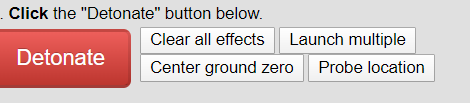 . Click the "Detonate" button below.
Detonate
Clear all effects
Launch multiple
Center ground zero
Probe location